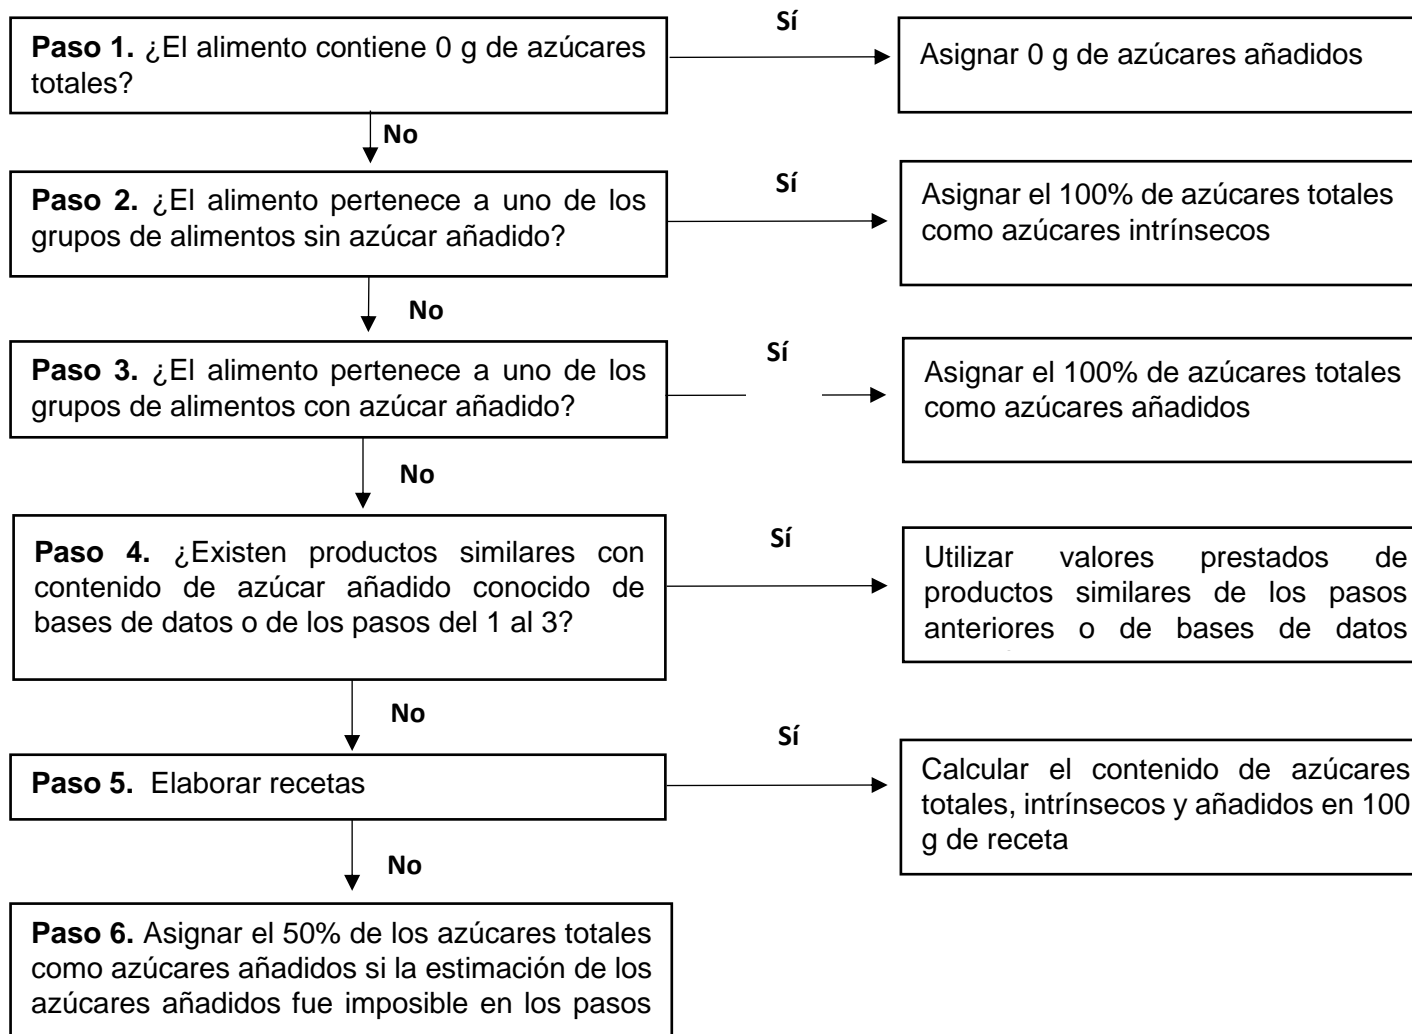 Sí
Paso 1. ¿El alimento contiene 0 g de azúcares
totales?
Asignar 0 g de azúcares añadidos
No
Sí
Paso 2. ¿El alimento pertenece a uno de los
grupos de alimentos sin azúcar añadido?
Asignar el 100% de azúcares totales
como azúcares intrínsecos
No
Sí
Paso 3. ¿El alimento pertenece a uno de los
grupos de alimentos con azúcar añadido?
Asignar el 100% de azúcares totales
como azúcares añadidos
No
Sí
Paso 4. ¿Existen productos similares con
contenido de azúcar añadido conocido de
bases de datos o de los pasos del 1 al 3?
Utilizar valores prestados de
productos similares de los pasos
anteriores o de bases de datos
No
Sí
Paso 5. Elaborar recetas
Calcular el contenido de azúcares
totales, intrínsecos y añadidos en 100
g de receta
No
Paso 6. Asignar el 50% de los azúcares totales
como azúcares añadidos si la estimación de los
azúcares añadidos fue imposible en los pasos